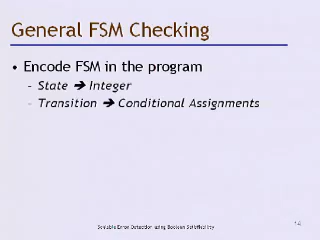 General FSM Checking
• Encode FSM in the program
– State ➔ Integer
– Transition ➔ Conditional Assignments
Scalable Error Detection using Boolean Satisfiability
14